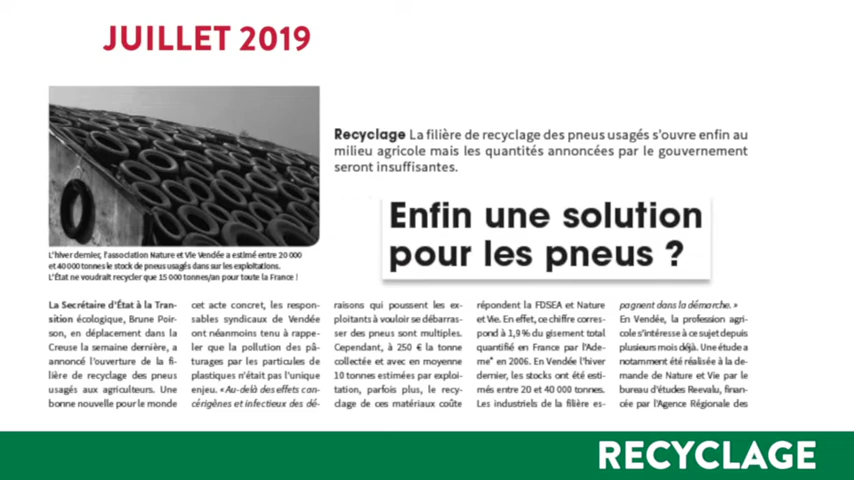 JUILLET 2019
Recyclage La filière de recyclage des pneus usagés s'ouvre enfin au
milieu agricole mais les quantités annoncées par le gouvernement
seront insuffisantes.
Enfin une solution
pour les pneus ?
L'hiver dernier, l'association Nature et Vie Vendée a estimé entre 20 000
et 40 000 tonnes le stock de pneus usagés dans sur les exploitations.
L'État ne voudrait recycler que 15 000 tonnes/an pour toute la France !
La Secrétaire d'État à la Tran-
sition écologique, Brune Poir-
son, en déplacement dans la
Creuse la semaine dernière, a
annoncé l'ouverture de la fi-
lière de recyclage des pneus
usagés aux agriculteurs. Une
bonne nouvelle pour le monde
cet acte concret, les respon-
sables syndicaux de Vendée
ont néanmoins tenu à rappe-
ler que la pollution des pâ-
turages par les particules de
plastiques n'était pas l'unique
enjeu. « Au-delà des effets can-
cérigènes et infectieux des dé-
raisons qui poussent les ex-
ploitants à vouloir se débarras-
ser des pneus sont multiples.
Cependant, à 250 € la tonne
collectée et avec en moyenne
10 tonnes estimées par exploi-
tation, parfois plus, le recy-
clage de ces matériaux coûte
répondent la FDSEA et Nature
et Vie. En effet, ce chiffre corres-
pond à 1,9 % du gisement total
quantifié en France par l'Ade-
me* en 2006. En Vendée l'hiver
dernier, les stocks ont été esti-
més entre 20 et 40 000 tonnes.
Les industriels de la filière es-
pagnent dans la démarche. »
En Vendée, la profession agri-
cole s'intéresse à ce sujet depuis
plusieurs mois déjà. Une étude a
notamment été réalisée à la de-
mande de Nature et Vie par le
bureau d'études Reevalu, finan-
cée par l'Agence Régionale des
RECYCLAGE